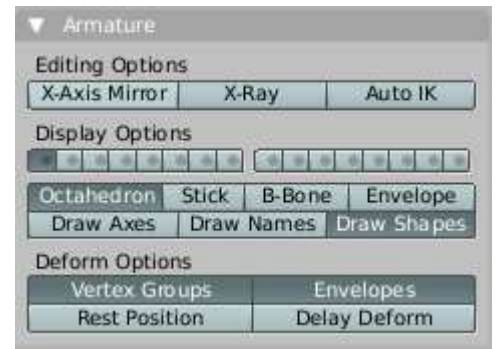 Armature
Editing Options
X-Axis Mirror X-Ray Auto IK
Display Options
Octahedron Stick B-Bone Envelope
Draw Axes Draw Names Draw Shapes
Deform Options
Vertex Groups Envelopes
Rest Position Delay Deform